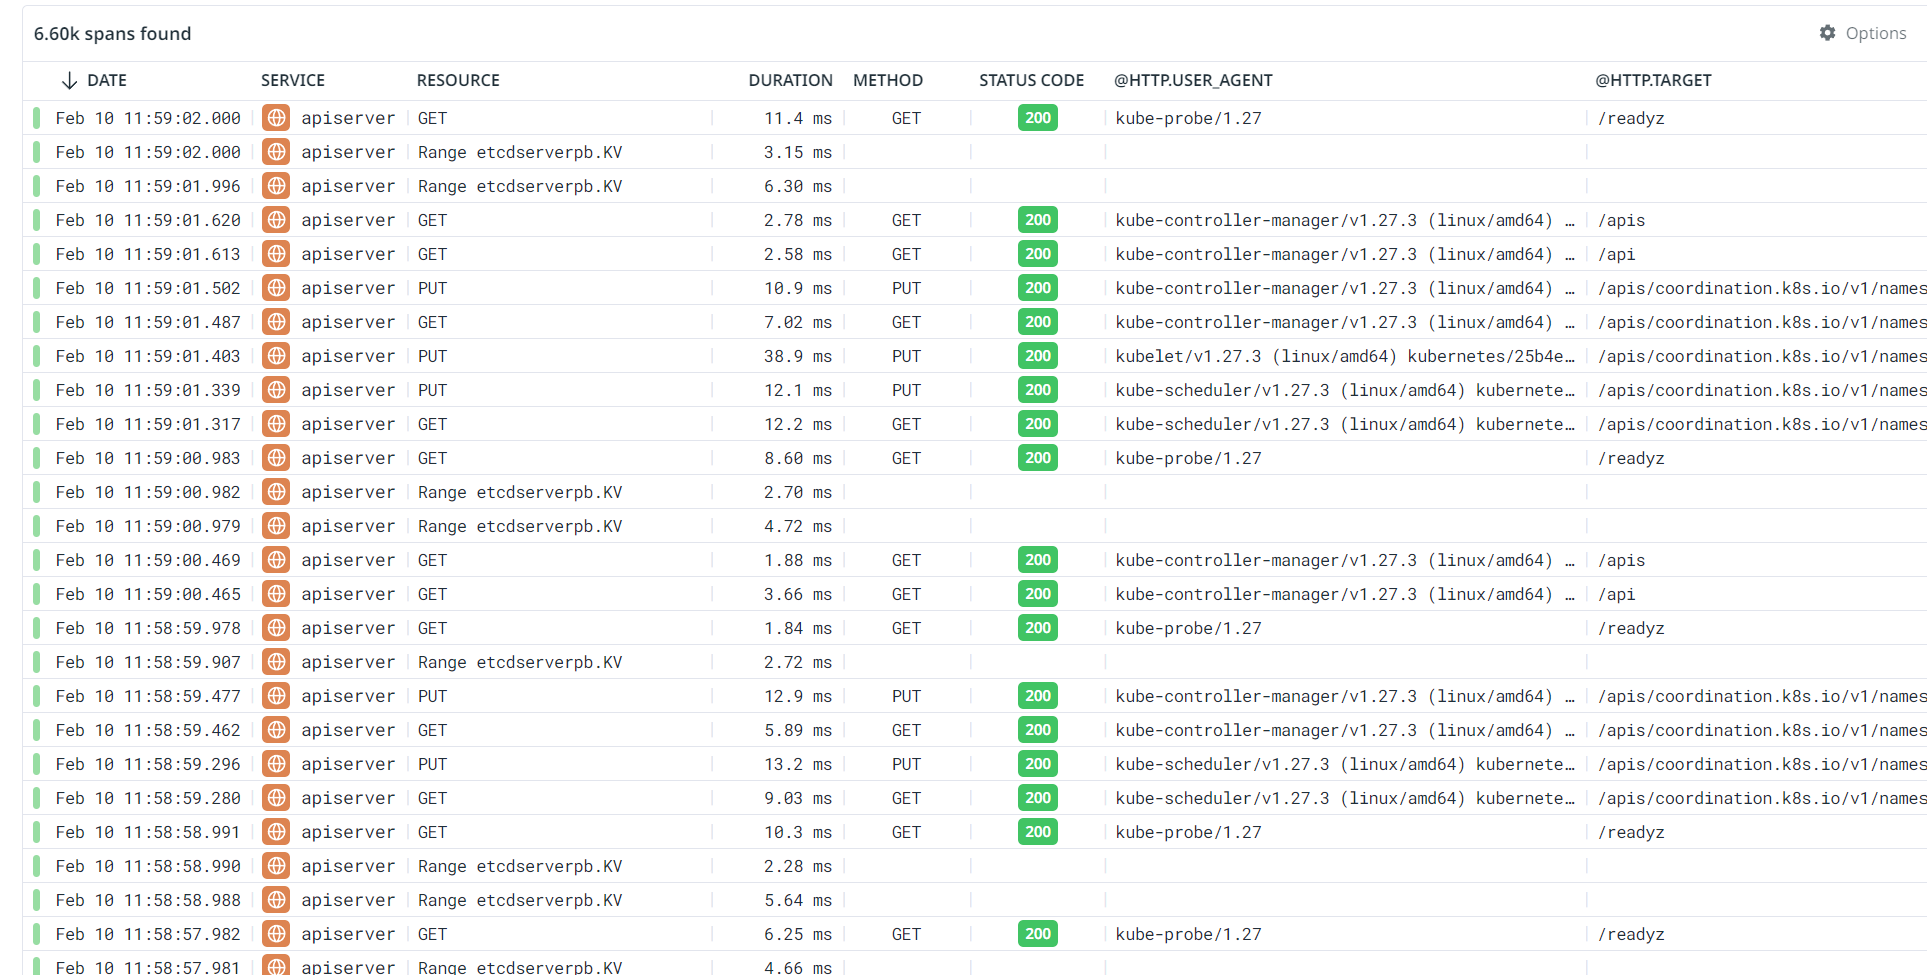 6.60k spans found
Options
DATE SERVICE RESOURCE DURATION METHOD STATUS CODE @HTTP.USER_AGENT @HTTP.TARGET
Feb 10 11:59:02.000 apiserver GET 11.4 ms GET 200 kube-probe/1.27 /readyz
Feb 10 11:59:02.000 apiserver Range etcdserverpb.KV 3.15 ms
Feb 10 11:59:01.996 apiserver Range etcdserverpb.KV 6.30 ms
Feb 10 11:59:01.620 apiserver GET 2.78 ms GET 200 kube-controller-manager/v1.27.3 (linux/amd64) … /apis
Feb 10 11:59:01.613 apiserver GET 2.58 ms GET 200 kube-controller-manager/v1.27.3 (linux/amd64) … /api
Feb 10 11:59:01.502 apiserver PUT 10.9 ms PUT 200 kube-controller-manager/v1.27.3 (linux/amd64) … /apis/coordination.k8s.io/v1/names
Feb 10 11:59:01.487 apiserver GET 7.02 ms GET 200 kube-controller-manager/v1.27.3 (linux/amd64) … /apis/coordination.k8s.io/v1/names
Feb 10 11:59:01.403 apiserver PUT 38.9 ms PUT 200 kubelet/v1.27.3 (linux/amd64) kubernetes/25b4e… /apis/coordination.k8s.io/v1/names
Feb 10 11:59:01.339 apiserver PUT 12.1 ms PUT 200 kube-scheduler/v1.27.3 (linux/amd64) kubernete… /apis/coordination.k8s.io/v1/names
Feb 10 11:59:01.317 apiserver GET 12.2 ms GET 200 kube-scheduler/v1.27.3 (linux/amd64) kubernete… /apis/coordination.k8s.io/v1/names
Feb 10 11:59:00.983 apiserver GET 8.60 ms GET 200 kube-probe/1.27 /readyz
Feb 10 11:59:00.982 apiserver Range etcdserverpb.KV 2.70 ms
Feb 10 11:59:00.979 apiserver Range etcdserverpb.KV 4.72 ms
Feb 10 11:59:00.469 apiserver GET 1.88 ms GET 200 kube-controller-manager/v1.27.3 (linux/amd64) … /apis
Feb 10 11:59:00.465 apiserver GET 3.66 ms GET 200 kube-controller-manager/v1.27.3 (linux/amd64) … /api
Feb 10 11:58:59.978 apiserver GET 1.84 ms GET 200 kube-probe/1.27 /readyz
Feb 10 11:58:59.907 apiserver Range etcdserverpb.KV 2.72 ms
Feb 10 11:58:59.477 apiserver PUT 12.9 ms PUT 200 kube-controller-manager/v1.27.3 (linux/amd64) … /apis/coordination.k8s.io/v1/names
Feb 10 11:58:59.462 apiserver GET 5.89 ms GET 200 kube-controller-manager/v1.27.3 (linux/amd64) … /apis/coordination.k8s.io/v1/names
Feb 10 11:58:59.296 apiserver PUT 13.2 ms PUT 200 kube-scheduler/v1.27.3 (linux/amd64) kubernete… /apis/coordination.k8s.io/v1/names
Feb 10 11:58:59.280 apiserver GET 9.03 ms GET 200 kube-scheduler/v1.27.3 (linux/amd64) kubernete… /apis/coordination.k8s.io/v1/names
Feb 10 11:58:58.991 apiserver GET 10.3 ms GET 200 kube-probe/1.27 /readyz
Feb 10 11:58:58.990 apiserver Range etcdserverpb.KV 2.28 ms
Feb 10 11:58:58.988 apiserver Range etcdserverpb.KV 5.64 ms
Feb 10 11:58:57.982 apiserver GET 6.25 ms GET 200 kube-probe/1.27 /readyz
Feb 10 11:58:57.981 apiserver Range etcdserverpb.KV 4.66 ms